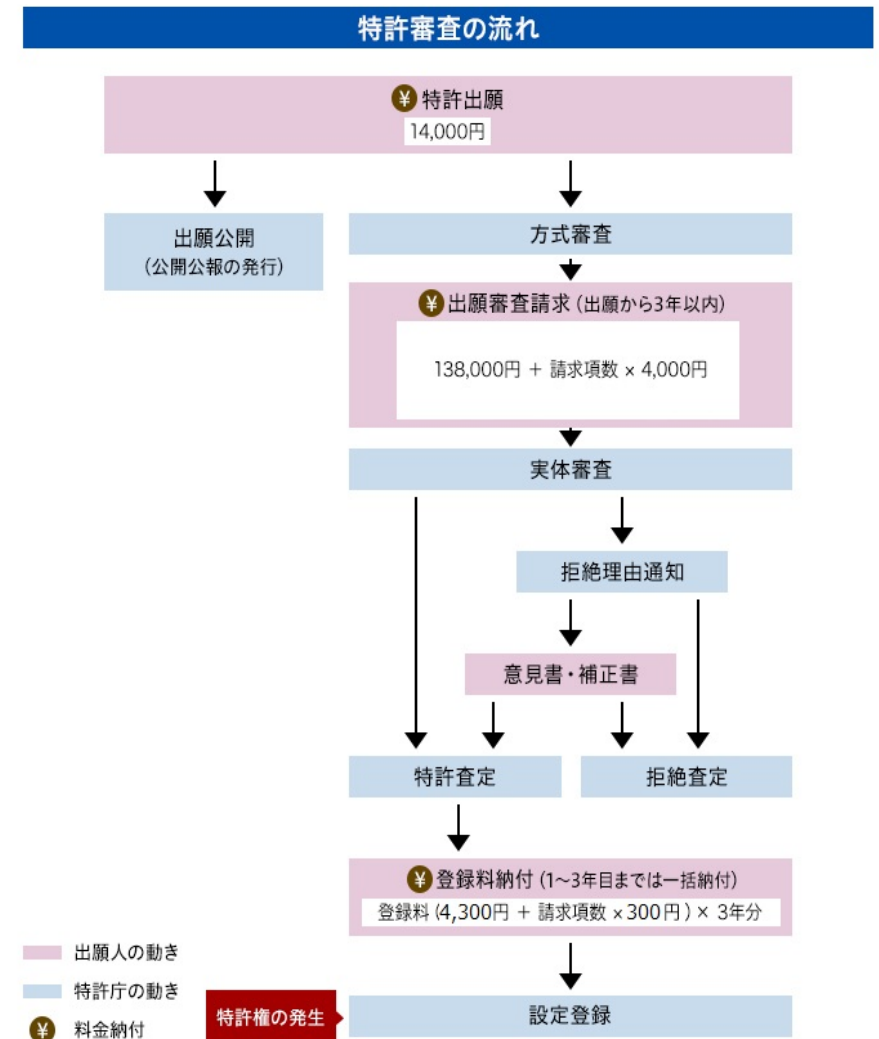 特許審査の流れ
¥ 特許出願
14,000円
出願公開
(公開公報の発行)
方式審査
¥ 出願審査請求 (出願から3年以内)
138,000円 + 請求項数 × 4,000円
実体審査
拒絶理由通知
意見書・補正書
特許査定
拒絶査定
¥ 登録料納付 (1〜3年目までは一括納付)
登録料 (4,300円 + 請求項数 × 300円) × 3年分
設定登録
特許権の発生
出願人の動き
特許庁の動き
¥ 料金納付